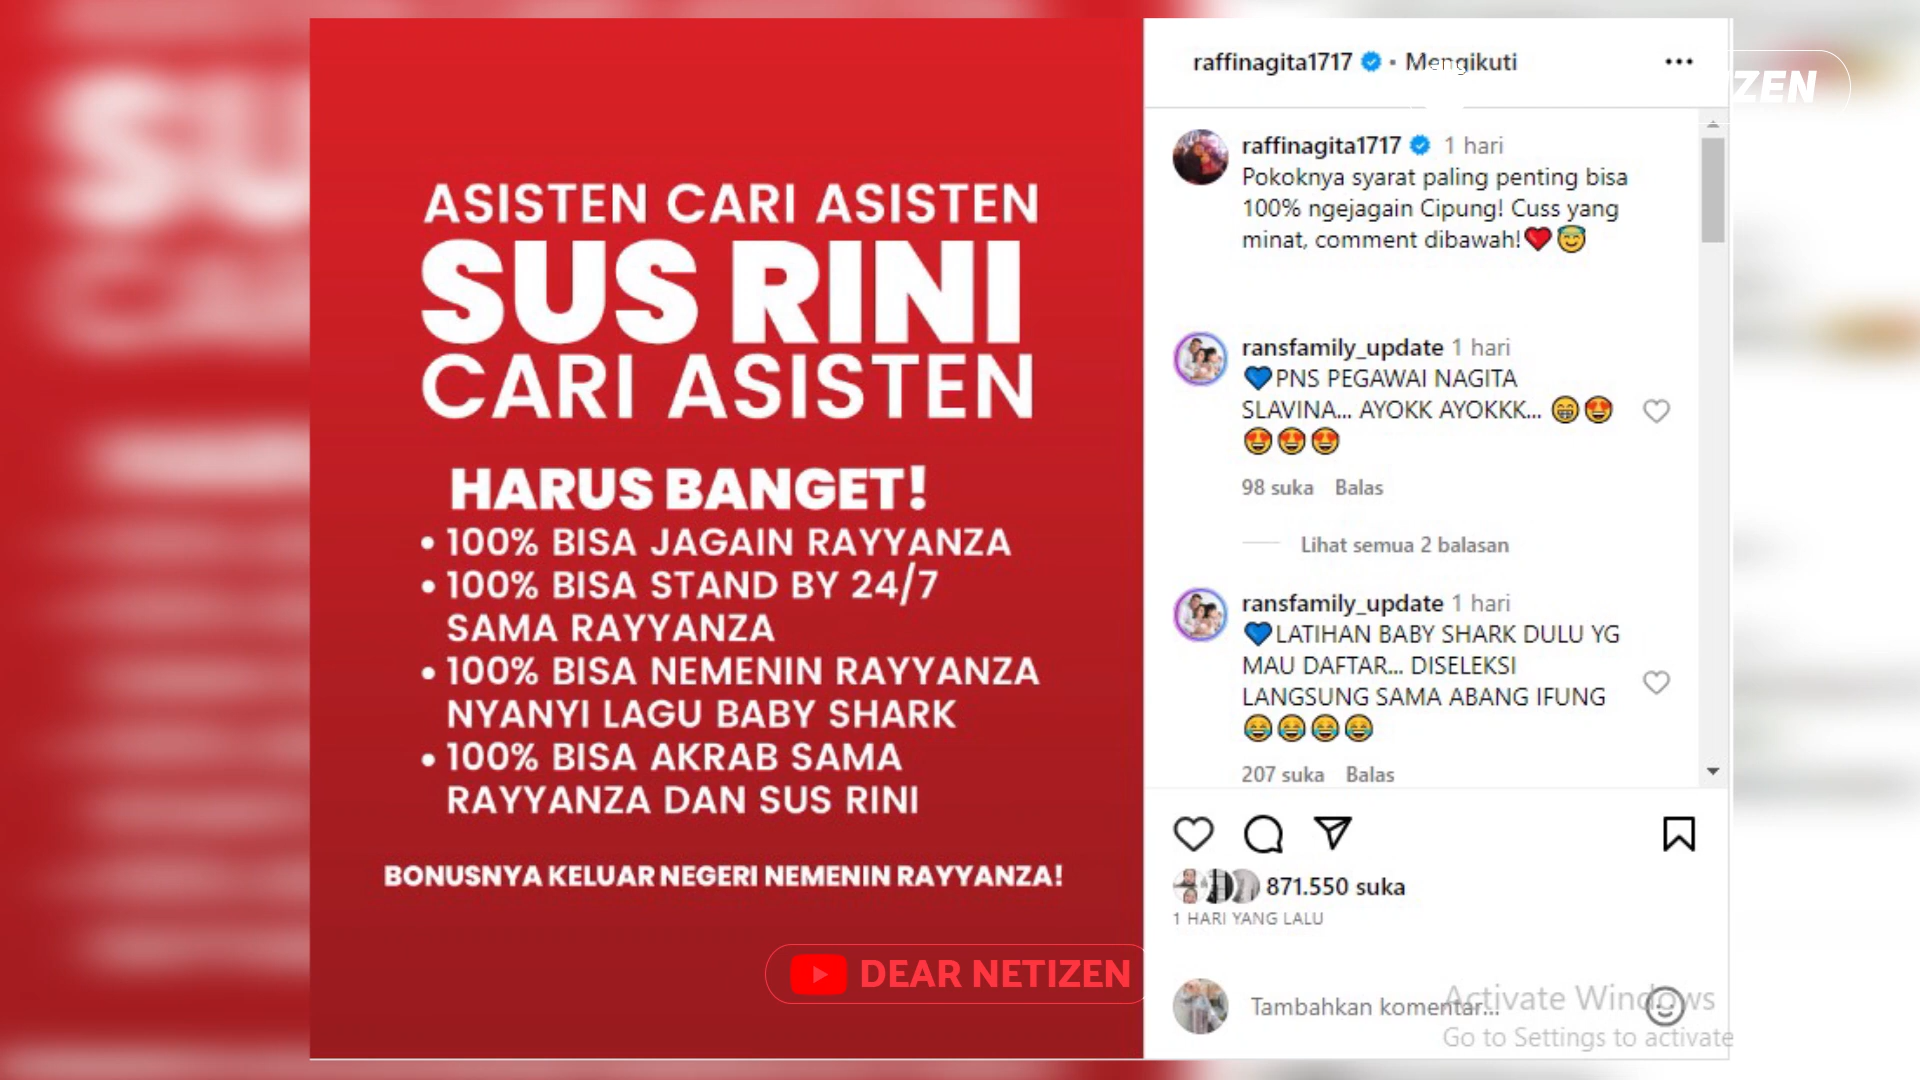 ASISTEN CARI ASISTEN
SUS RINI
CARI ASISTEN
HARUS BANGET!
• 100% BISA JAGAIN RAYYANZA
• 100% BISA STAND BY 24/7
SAMA RAYYANZA
• 100% BISA NEMENIN RAYYANZA
NYANYI LAGU BABY SHARK
• 100% BISA AKRAB SAMA
RAYYANZA DAN SUS RINI
BONUSNYA KELUAR NEGERI NEMENIN RAYYANZA!
DEAR NETIZEN
raffinagita1717 • Mengikuti
ZEN
raffinagita1717 1 hari
Pokoknya syarat paling penting bisa
100% ngejagain Cipung! Cuss yang
minat, comment dibawah!❤️😇
ransfamily_update 1 hari
💙PNS PEGAWAI NAGITA
SLAVINA... AYOKK AYOKKK... 😁😍
😍😍😍
98 suka Balas
Lihat semua 2 balasan
ransfamily_update 1 hari
💙LATIHAN BABY SHARK DULU YG
MAU DAFTAR... DISELEKSI
LANGSUNG SAMA ABANG IFUNG
😂😂😂😂
207 suka Balas
871.550 suka
1 HARI YANG LALU
Tambahkan komentar...
Activate Windows
Go to Settings to activate